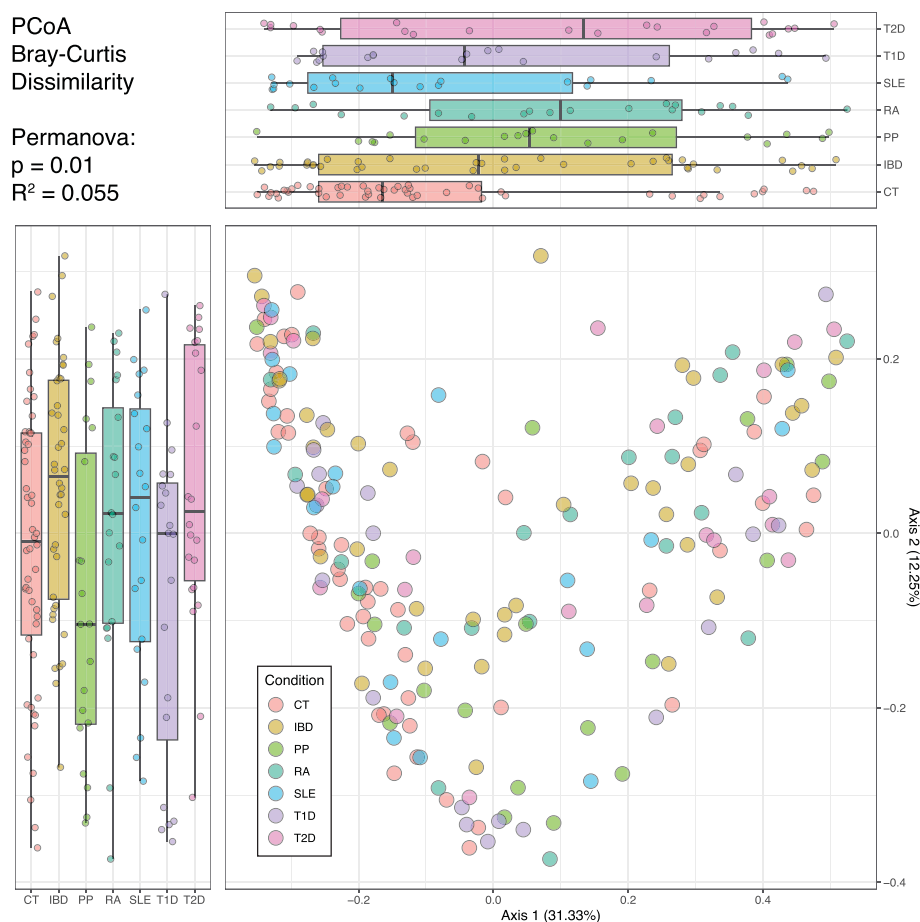 PCoA
Bray-Curtis
Dissimilarity
Permanova:
p = 0.01
R² = 0.055
T2D
T1D
SLE
RA
PP
IBD
CT
0.2
0.0
−0.2
−0.4
Axis 2 (12.25%)
Condition
CT
IBD
PP
RA
SLE
T1D
T2D
CT IBD PP RA SLE T1D T2D
−0.2 0.0 0.2 0.4
Axis 1 (31.33%)